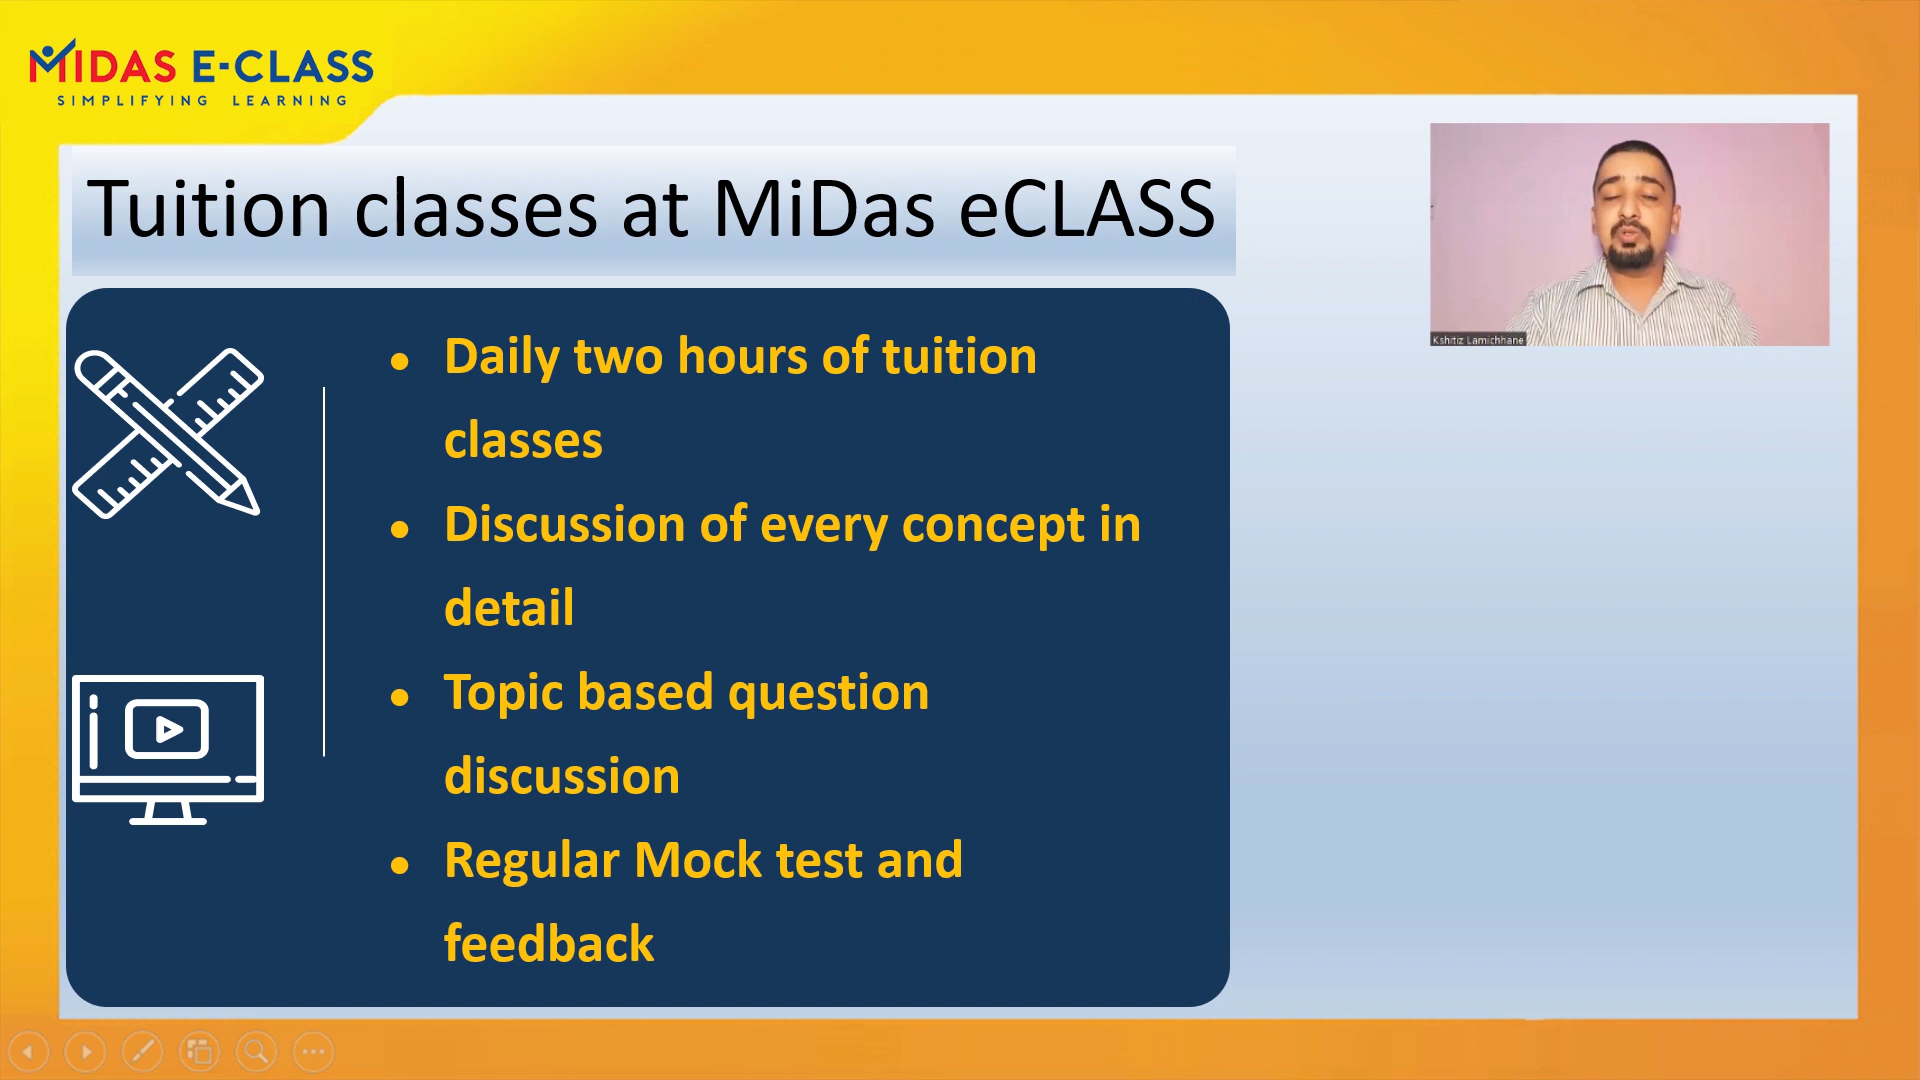 MIDAS E-CLASS
SIMPLIFYING LEARNING
Tuition classes at MiDas eCLASS
Kshitiz Lamichhane
• Daily two hours of tuition
classes
• Discussion of every concept in
detail
• Topic based question
discussion
• Regular Mock test and
feedback